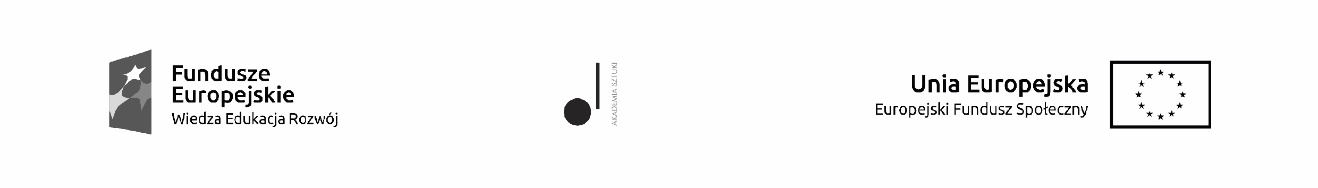 Fundusze
Europejskie
Wiedza Edukacja Rozwój
AKADEMIA SZTUKI
Unia Europejska
Europejski Fundusz Społeczny